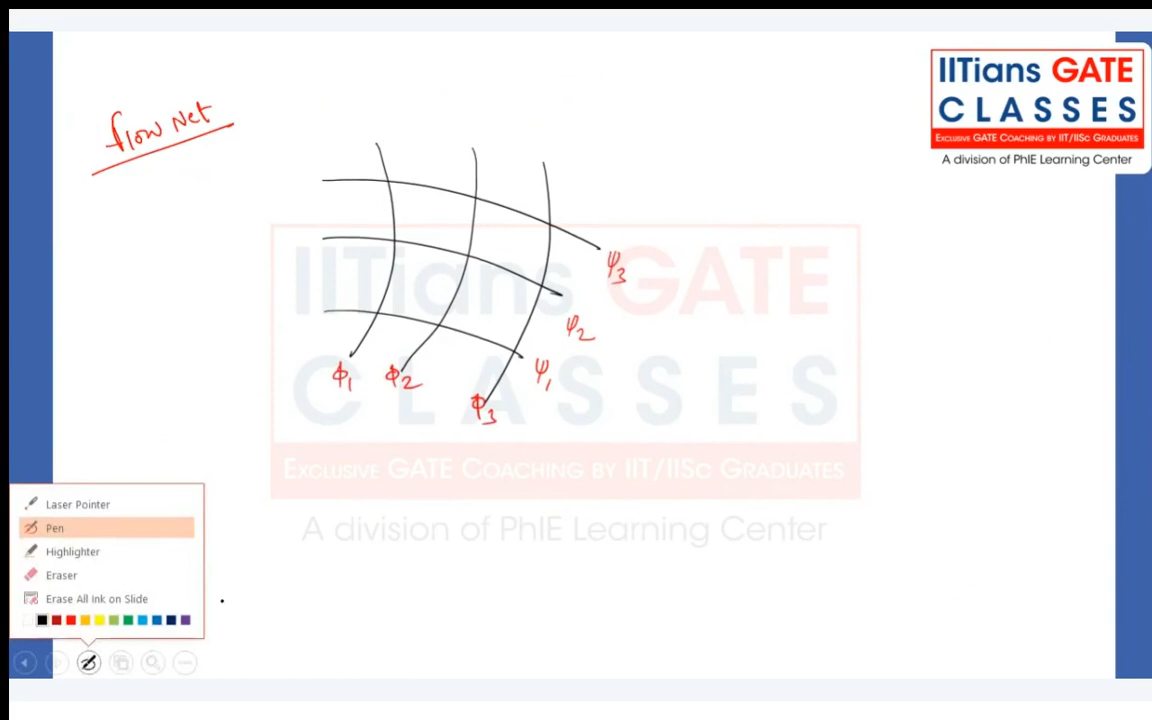 flow Net
IITians GATE
CLASSES
EXCLUSIVE GATE COACHING BY IIT/IISc GRADUATES
A division of PhIE Learning Center
ψ3
ψ2
ψ1
ϕ1
ϕ2
ϕ3
IITians GATE
CLASSES
EXCLUSIVE GATE COACHING BY IIT/IISc GRADUATES
A division of PhIE Learning Center
Laser Pointer
Pen
Highlighter
Eraser
Erase All Ink on Slide